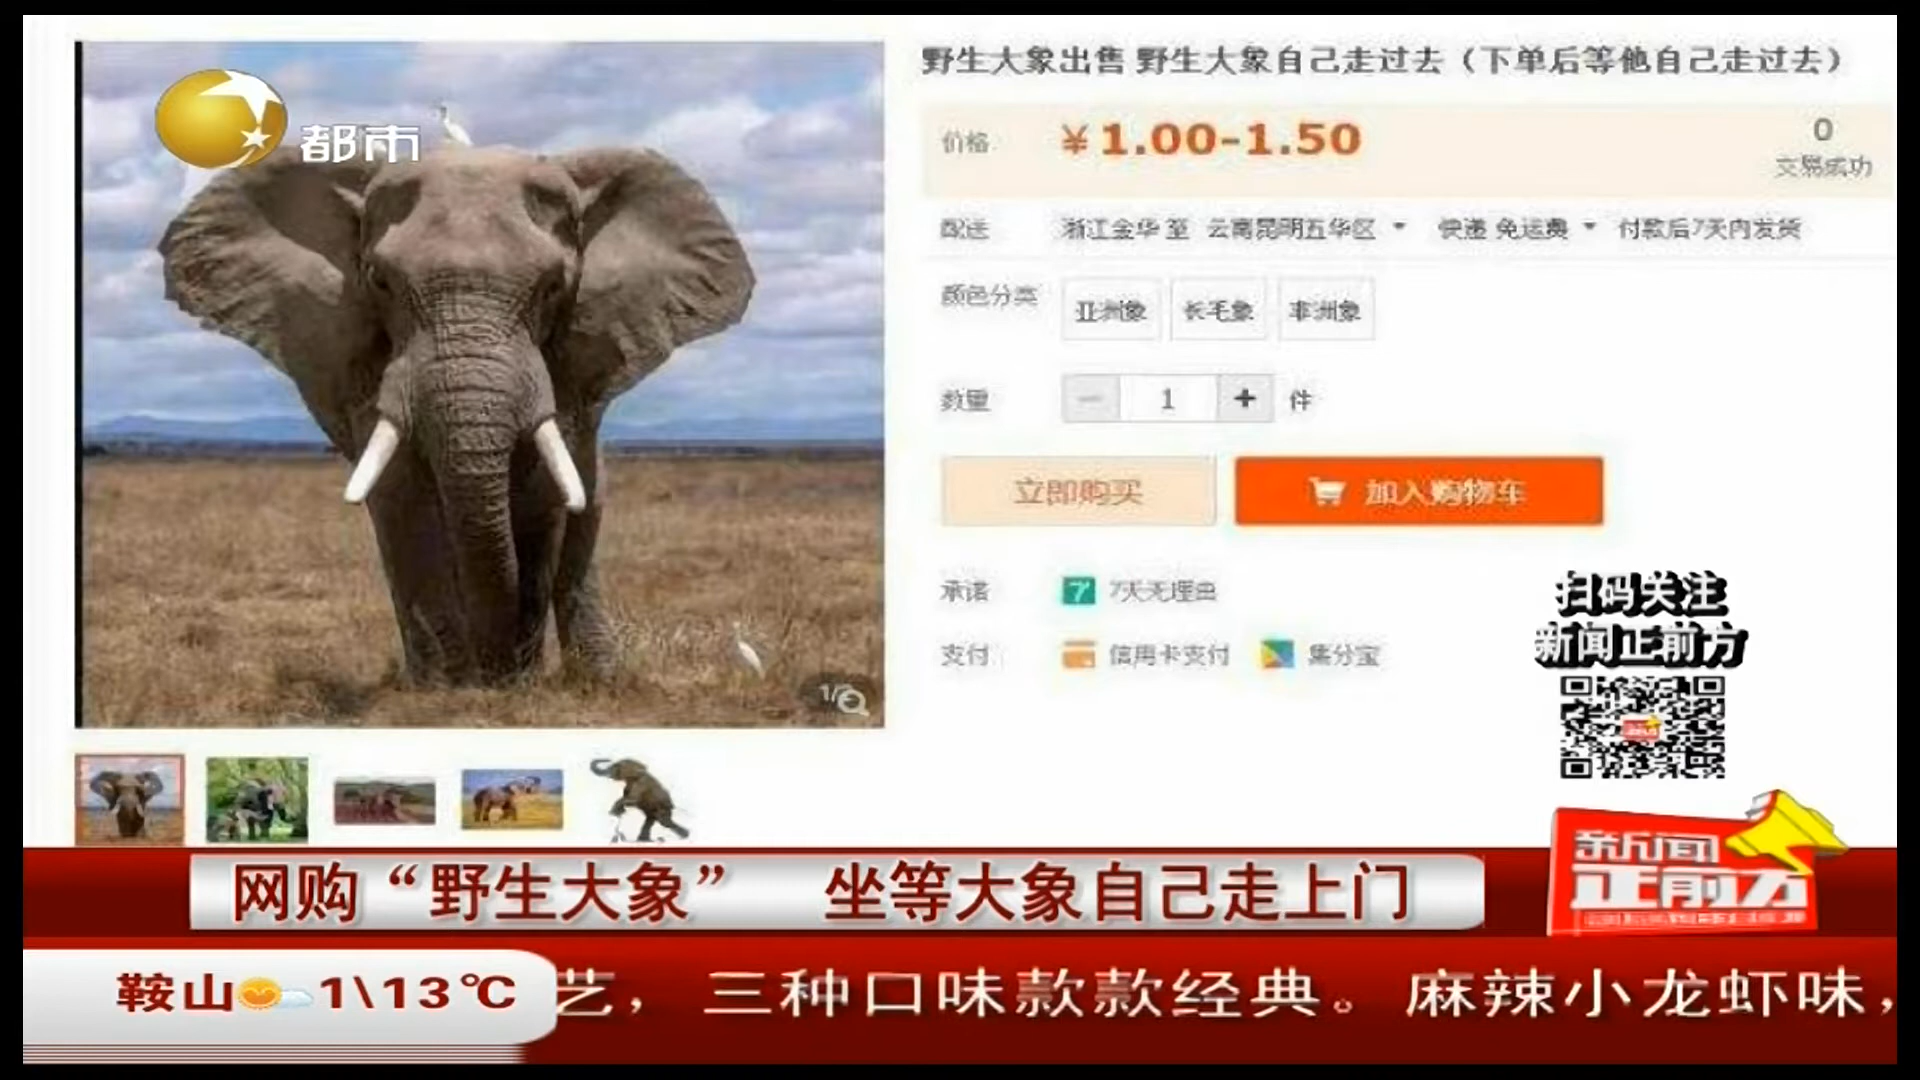 都市
野生大象出售 野生大象自己走过去（下单后等他自己走过去）
价格 ¥1.00-1.50
0
交易成功
配送 浙江金华 至 云南昆明五华区 快递 免运费 付款后7天内发货
颜色分类 亚洲象 长毛象 非洲象
数量 − 1 + 件
立即购买 加入购物车
承诺 7 7天无理由
支付 信用卡支付 集分宝
1/
扫码关注
新闻正前方
网购“野生大象” 坐等大象自己走上门
新闻
正前方
鞍山 1\13℃
艺，三种口味款款经典。麻辣小龙虾味，